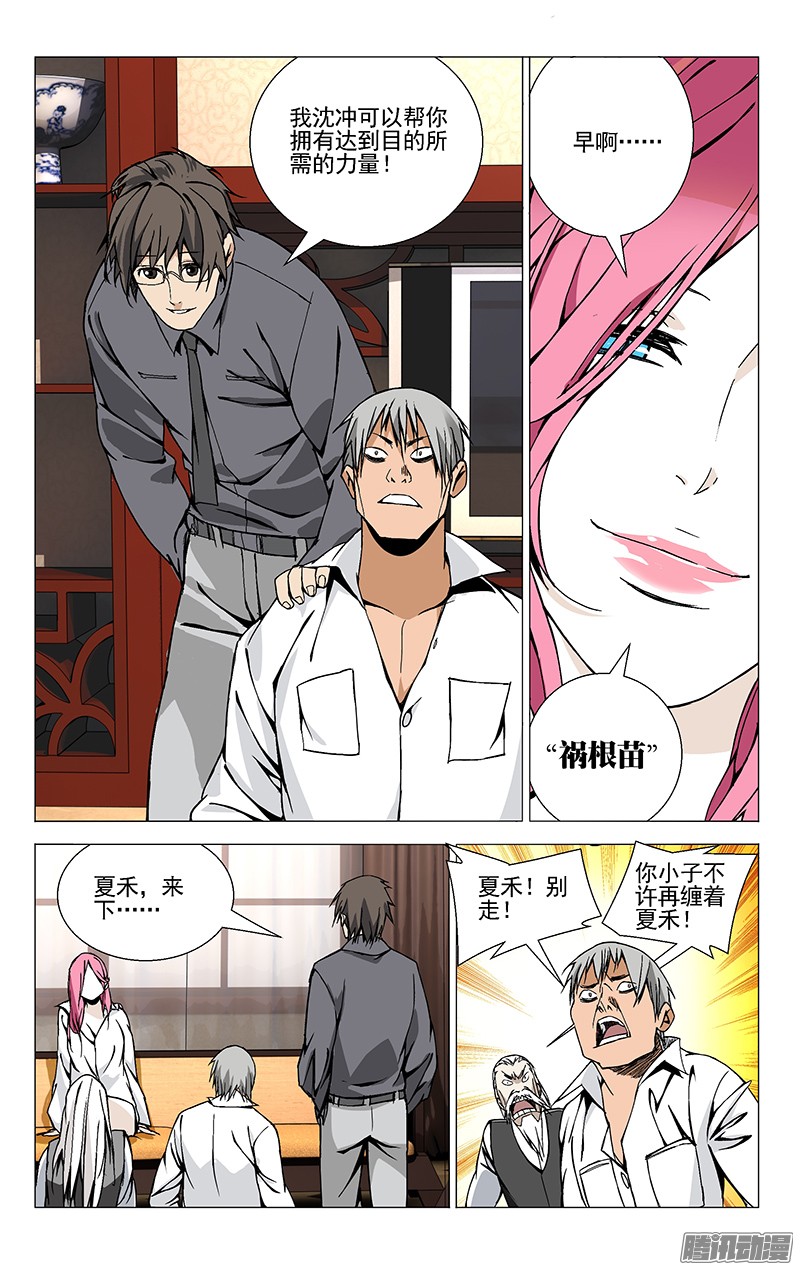 我沈冲可以帮你
拥有达到目的所
需的力量！
早啊……
“祸根苗”
夏禾，来
下……
夏禾！别
走！
你小子不
许再缠着
夏禾！
腾讯动漫